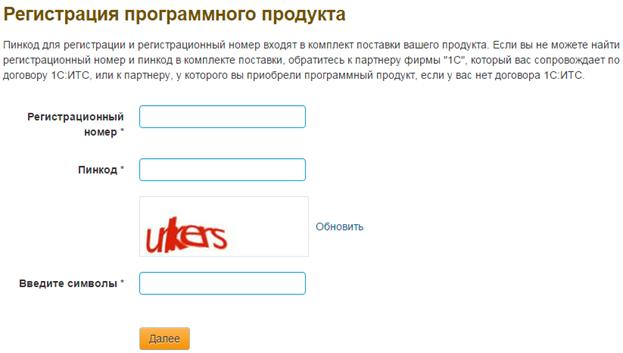 Регистрация программного продукта
Пинкод для регистрации и регистрационный номер входят в комплект поставки вашего продукта. Если вы не можете найти
регистрационный номер и пинкод в комплекте поставки, обратитесь к партнеру фирмы "1С", который вас сопровождает по
договору 1С:ИТС, или к партнеру, у которого вы приобрели программный продукт, если у вас нет договора 1С:ИТС.
Регистрационный
номер *
Пинкод *
Обновить
Введите символы *
Далее